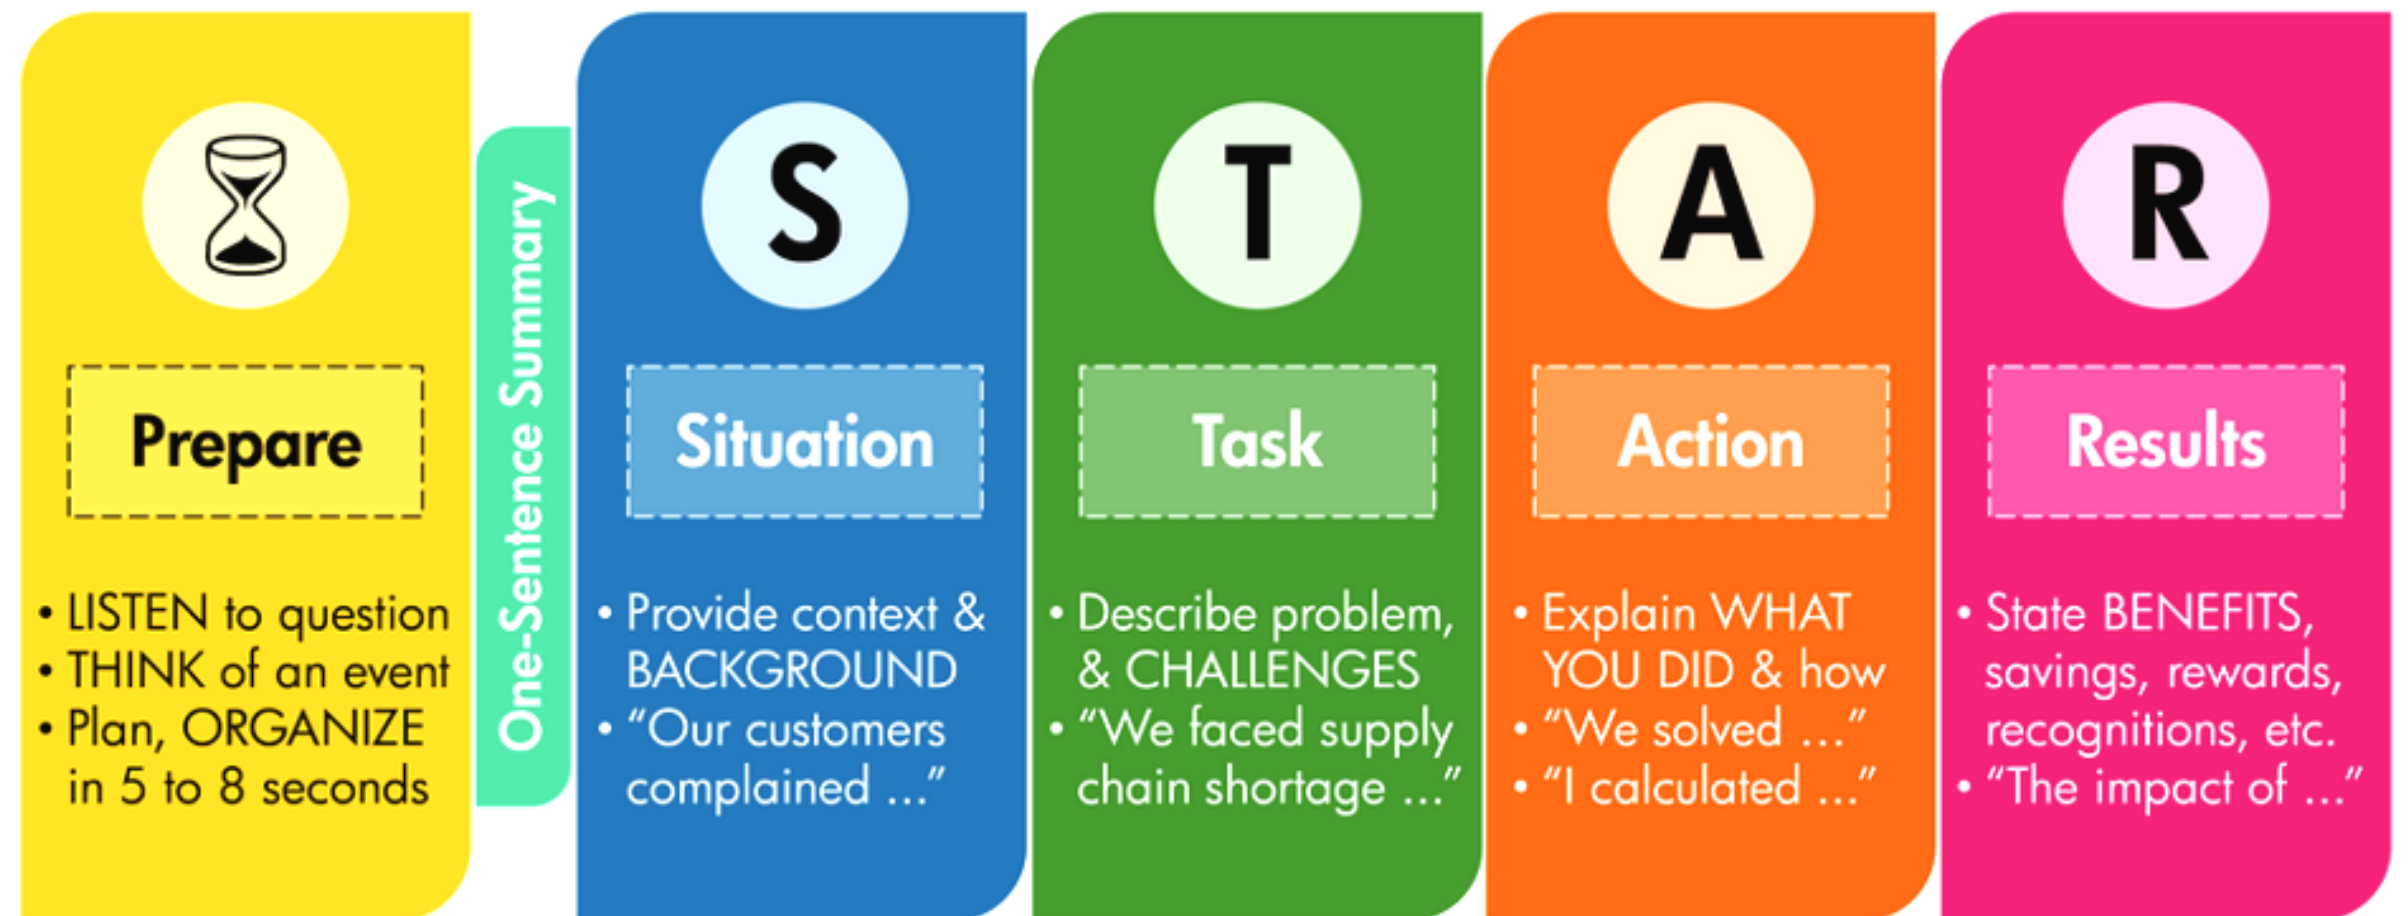 Prepare
• LISTEN to question
• THINK of an event
• Plan, ORGANIZE
in 5 to 8 seconds
One-Sentence Summary
S
Situation
• Provide context &
BACKGROUND
• “Our customers
complained ...”
T
Task
• Describe problem,
& CHALLENGES
• “We faced supply
chain shortage ...”
A
Action
• Explain WHAT
YOU DID & how
• “We solved ...”
• “I calculated ...”
R
Results
• State BENEFITS,
savings, rewards,
recognitions, etc.
• “The impact of ...”